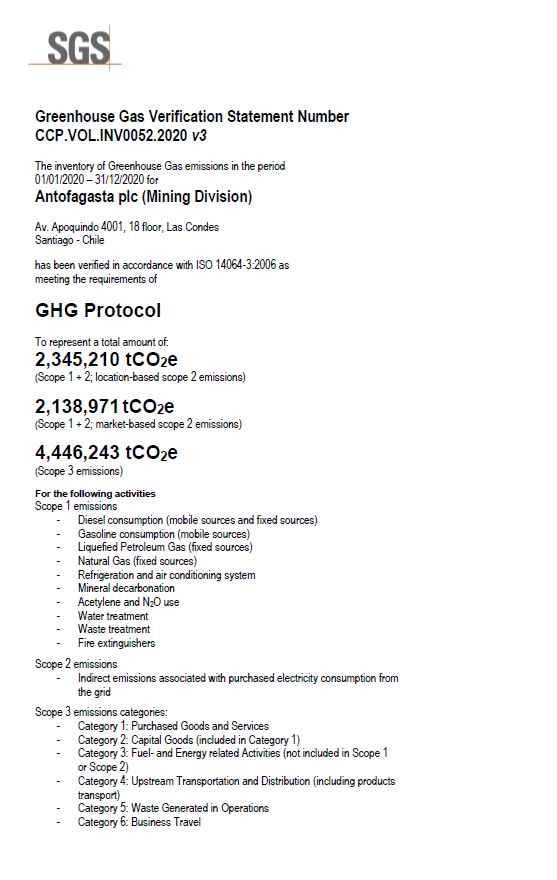 SGS
Greenhouse Gas Verification Statement Number
CCP.VOL.INV0052.2020 v3
The inventory of Greenhouse Gas emissions in the period
01/01/2020 – 31/12/2020 for
Antofagasta plc (Mining Division)
Av. Apoquindo 4001, 18 floor, Las Condes
Santiago - Chile
has been verified in accordance with ISO 14064-3:2006 as
meeting the requirements of
GHG Protocol
To represent a total amount of:
2,345,210 tCO₂e
(Scope 1 + 2; location-based scope 2 emissions)
2,138,971 tCO₂e
(Scope 1 + 2; market-based scope 2 emissions)
4,446,243 tCO₂e
(Scope 3 emissions)
For the following activities
Scope 1 emissions
- Diesel consumption (mobile sources and fixed sources)
- Gasoline consumption (mobile sources)
- Liquefied Petroleum Gas (fixed sources)
- Natural Gas (fixed sources)
- Refrigeration and air conditioning system
- Mineral decarbonation
- Acetylene and N₂O use
- Water treatment
- Waste treatment
- Fire extinguishers
Scope 2 emissions
- Indirect emissions associated with purchased electricity consumption from
the grid
Scope 3 emissions categories:
- Category 1: Purchased Goods and Services
- Category 2: Capital Goods (included in Category 1)
- Category 3: Fuel- and Energy related Activities (not included in Scope 1
or Scope 2)
- Category 4: Upstream Transportation and Distribution (including products
transport)
- Category 5: Waste Generated in Operations
- Category 6: Business Travel